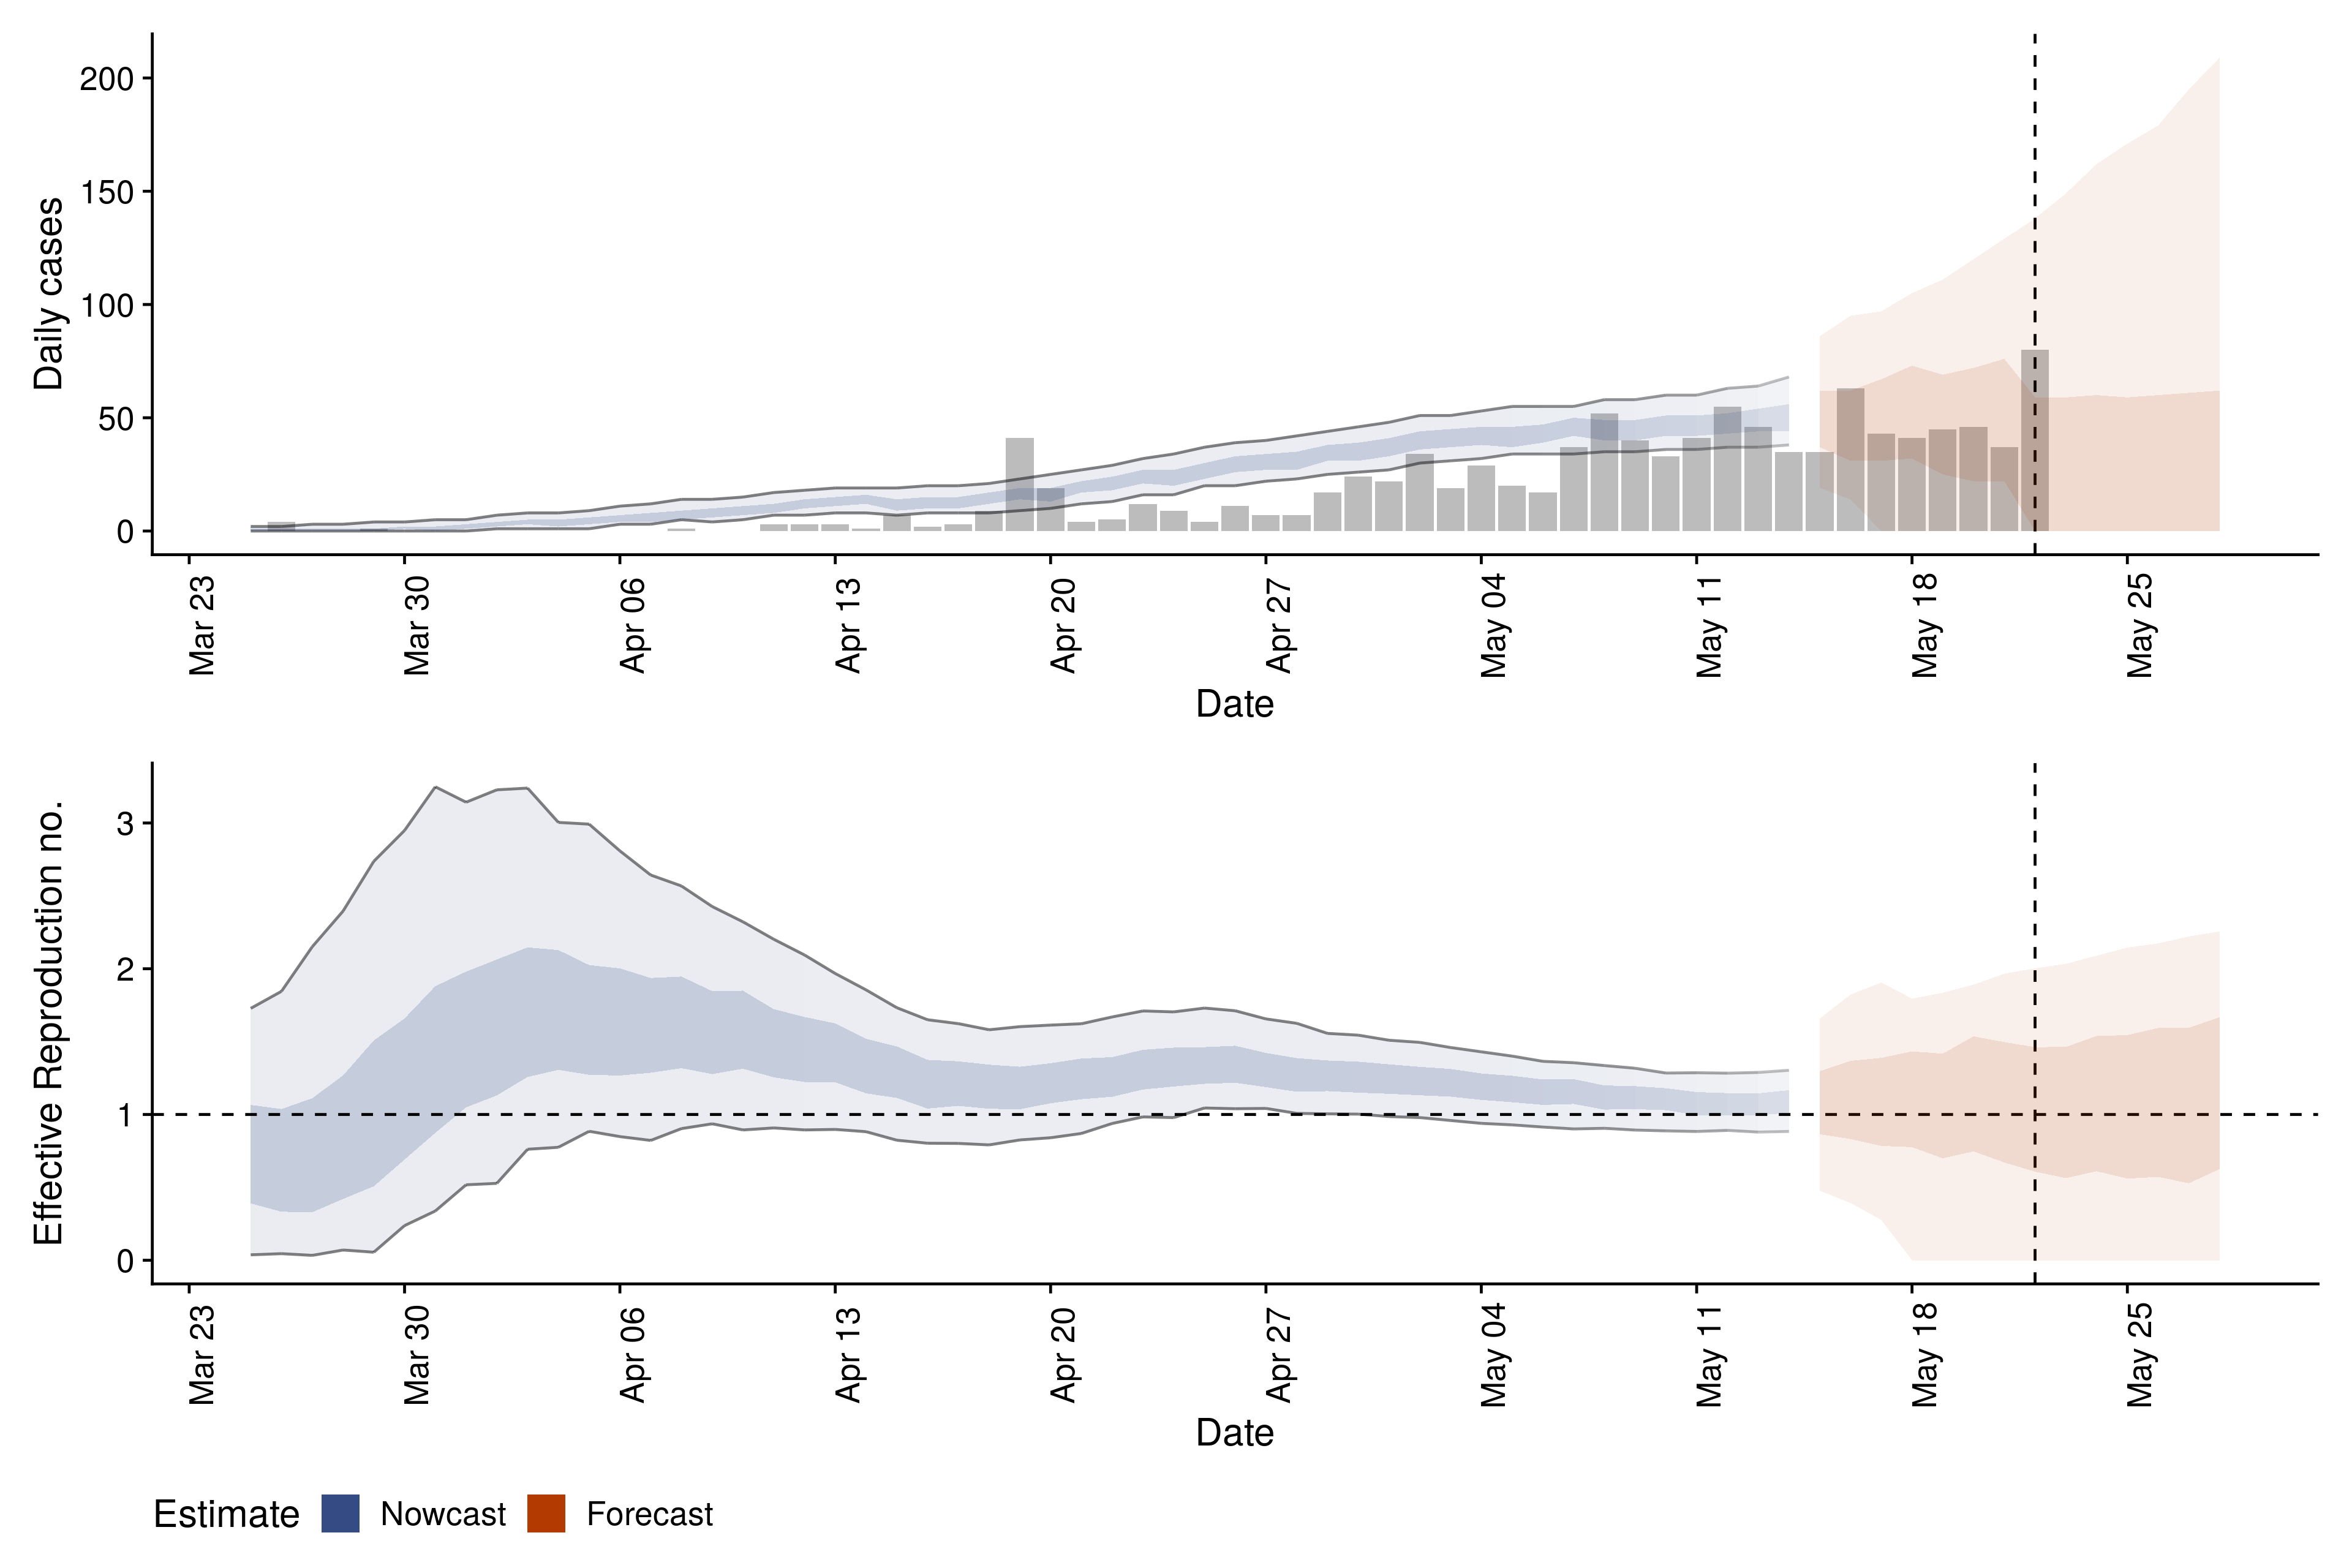 Daily cases
200
150
100
50
0
Mar 23
Mar 30
Apr 06
Apr 13
Apr 20
Apr 27
May 04
May 11
May 18
May 25
Date
Effective Reproduction no.
3
2
1
0
Mar 23
Mar 30
Apr 06
Apr 13
Apr 20
Apr 27
May 04
May 11
May 18
May 25
Date
Estimate Nowcast Forecast